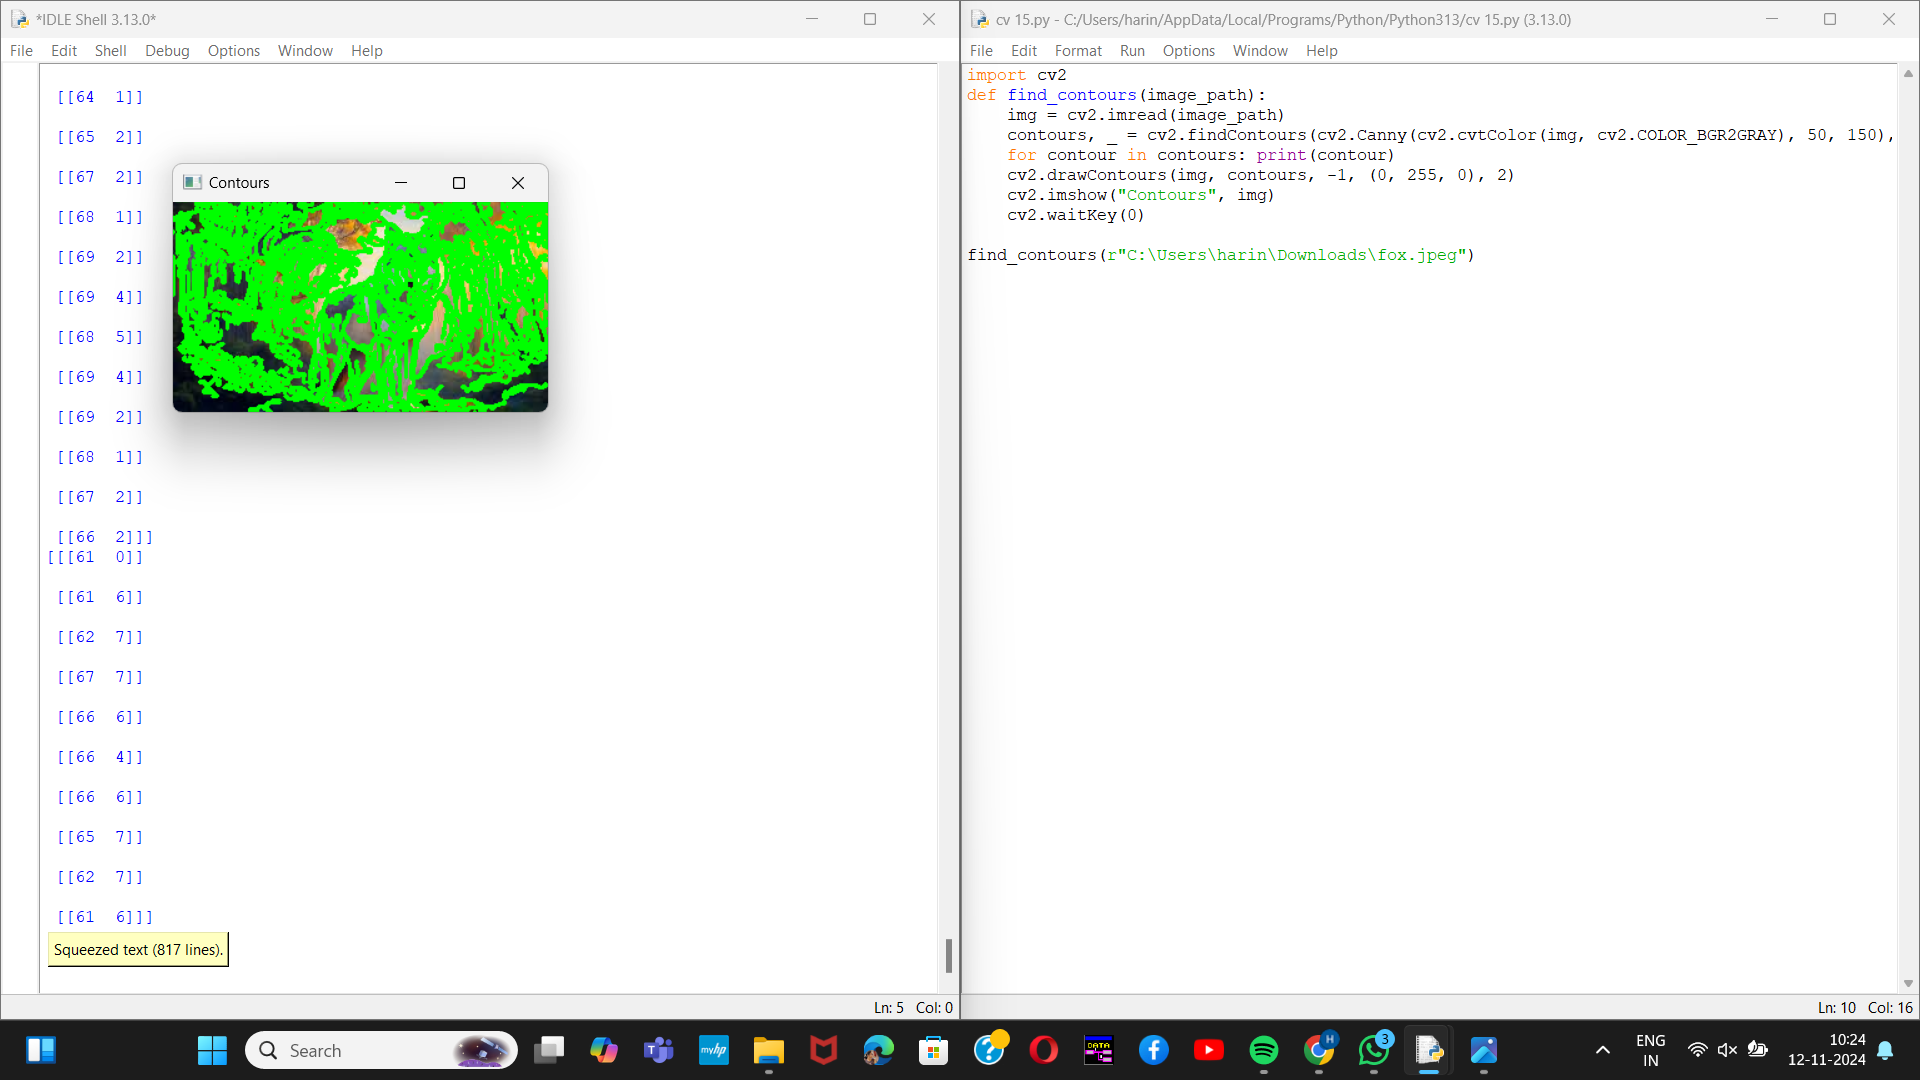 *IDLE Shell 3.13.0*
File Edit Shell Debug Options Window Help
[[64  1]]
[[65  2]]
[[67  2]]
[[68  1]]
[[69  2]]
[[69  4]]
[[68  5]]
[[69  4]]
[[69  2]]
[[68  1]]
[[67  2]]
[[66  2]]]
[[[61  0]]
[[61  6]]
[[62  7]]
[[67  7]]
[[66  6]]
[[66  4]]
[[66  6]]
[[65  7]]
[[62  7]]
[[61  6]]]
Squeezed text (817 lines).
Ln: 5 Col: 0
Contours
cv 15.py - C:/Users/harin/AppData/Local/Programs/Python/Python313/cv 15.py (3.13.0)
File Edit Format Run Options Window Help
import cv2
def find_contours(image_path):
    img = cv2.imread(image_path)
    contours, _ = cv2.findContours(cv2.Canny(cv2.cvtColor(img, cv2.COLOR_BGR2GRAY), 50, 150),
    for contour in contours: print(contour)
    cv2.drawContours(img, contours, -1, (0, 255, 0), 2)
    cv2.imshow("Contours", img)
    cv2.waitKey(0)
find_contours(r"C:\Users\harin\Downloads\fox.jpeg")
Ln: 10 Col: 16
Search
myhp
DATA
H
3
ENG
IN
10:24
12-11-2024